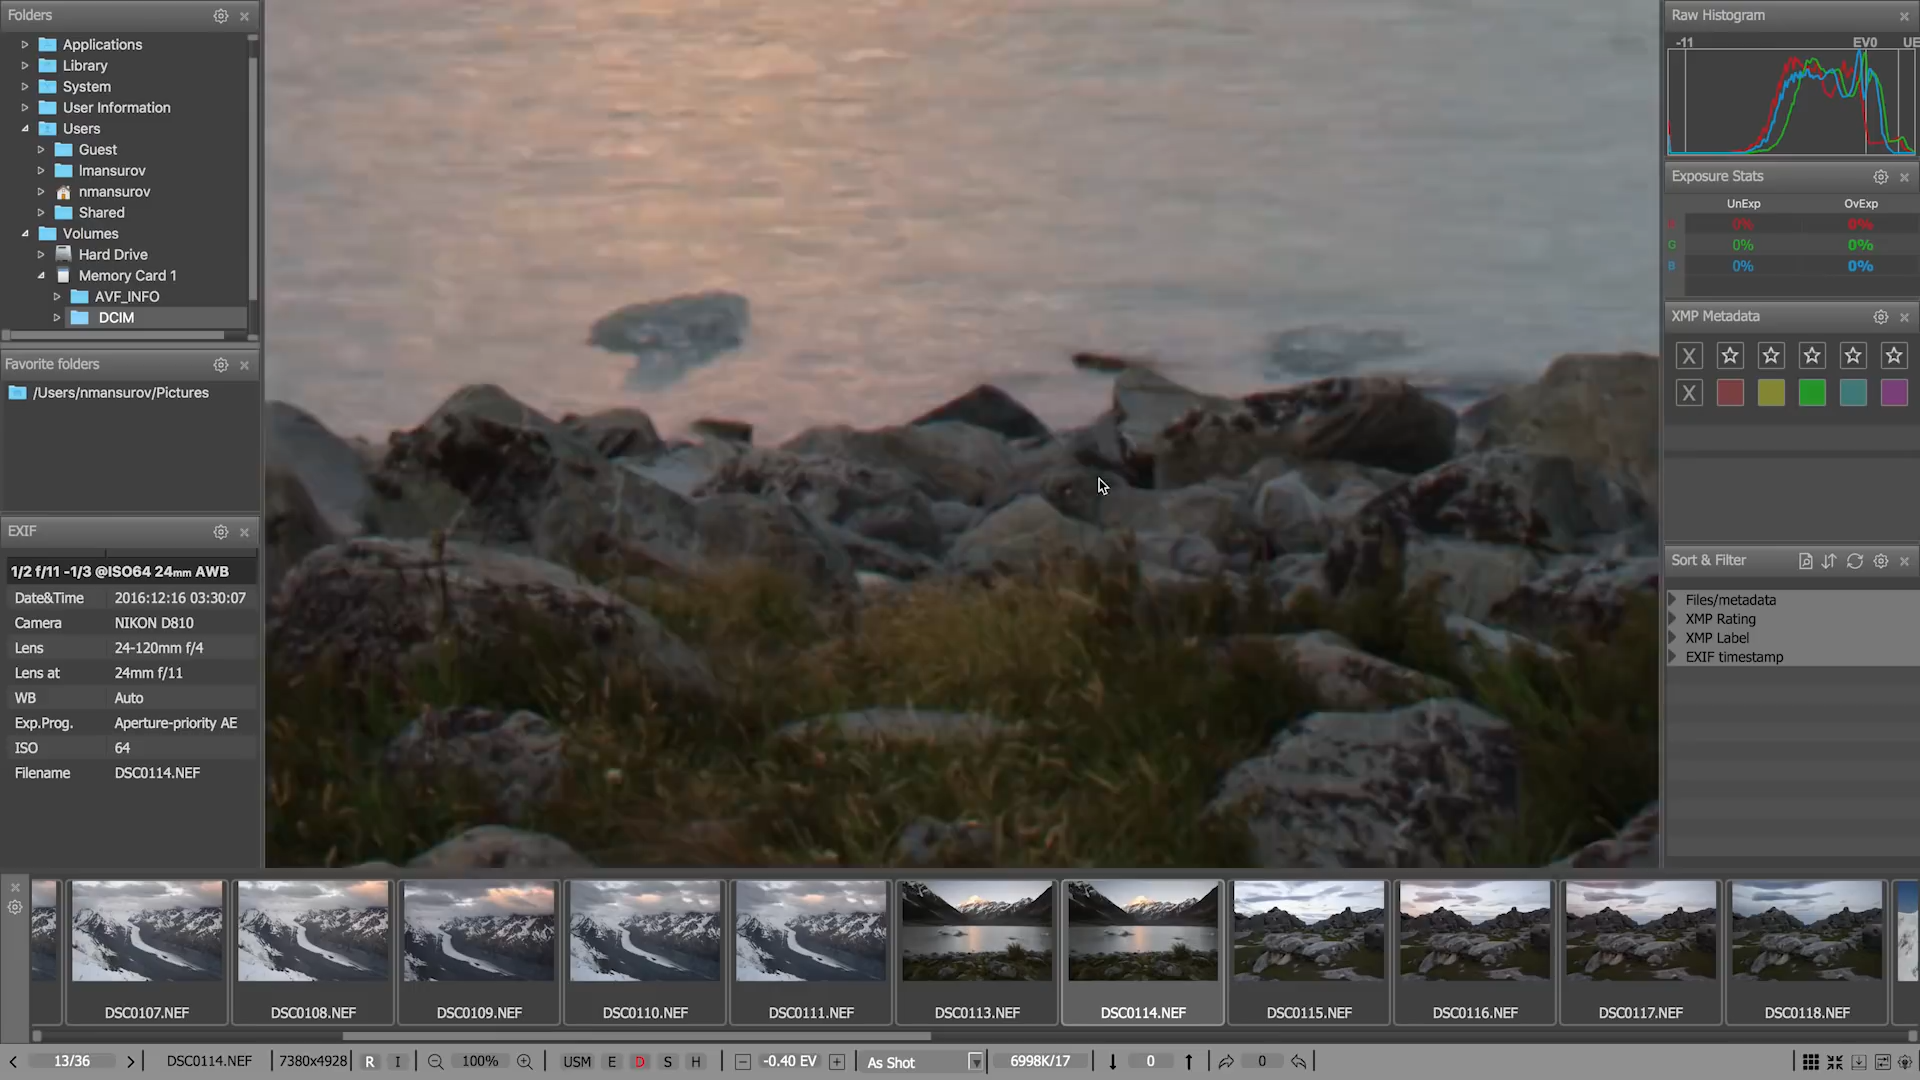 Folders
Applications
Library
System
User Information
Users
Guest
lmansurov
nmansurov
Shared
Volumes
Hard Drive
Memory Card 1
AVF_INFO
DCIM
Favorite folders
/Users/nmansurov/Pictures
EXIF
1/2 f/11 -1/3 @ISO64 24mm AWB
Date&Time 2016:12:16 03:30:07
Camera NIKON D810
Lens 24-120mm f/4
Lens at 24mm f/11
WB Auto
Exp.Prog. Aperture-priority AE
ISO 64
Filename DSC0114.NEF
Raw Histogram
-11 EV0 UE
Exposure Stats
UnExp OvExp
0% 0%
G 0% 0%
B 0% 0%
XMP Metadata
X
X
Sort & Filter
Files/metadata
XMP Rating
XMP Label
EXIF timestamp
DSC0107.NEF DSC0108.NEF DSC0109.NEF DSC0110.NEF DSC0111.NEF DSC0113.NEF DSC0114.NEF DSC0115.NEF DSC0116.NEF DSC0117.NEF DSC0118.NEF
13/36 DSC0114.NEF 7380x4928 R I 100% USM E D S H -0.40 EV As Shot 6998K/17 0 0